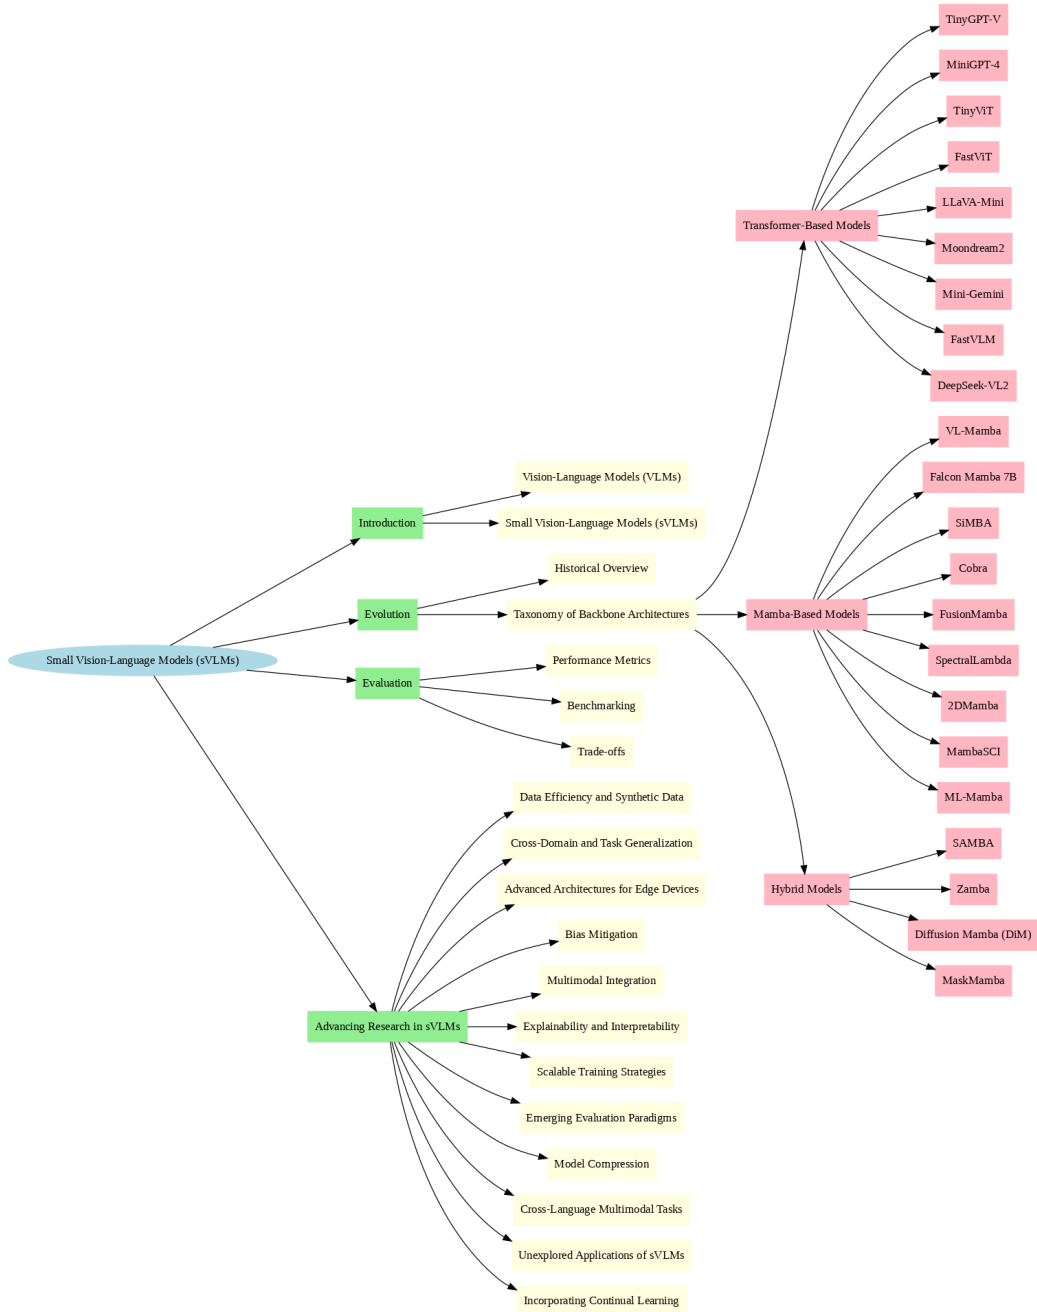 Small Vision-Language Models (sVLMs)
Introduction
Vision-Language Models (VLMs)
Small Vision-Language Models (sVLMs)
Evolution
Historical Overview
Taxonomy of Backbone Architectures
Transformer-Based Models
TinyGPT-V
MiniGPT-4
TinyViT
FastViT
LLaVA-Mini
Moondream2
Mini-Gemini
FastVLM
DeepSeek-VL2
Mamba-Based Models
VL-Mamba
Falcon Mamba 7B
SiMBA
Cobra
FusionMamba
SpectralLambda
2DMamba
MambaSCI
ML-Mamba
Hybrid Models
SAMBA
Zamba
Diffusion Mamba (DiM)
MaskMamba
Evaluation
Performance Metrics
Benchmarking
Trade-offs
Advancing Research in sVLMs
Data Efficiency and Synthetic Data
Cross-Domain and Task Generalization
Advanced Architectures for Edge Devices
Bias Mitigation
Multimodal Integration
Explainability and Interpretability
Scalable Training Strategies
Emerging Evaluation Paradigms
Model Compression
Cross-Language Multimodal Tasks
Unexplored Applications of sVLMs
Incorporating Continual Learning